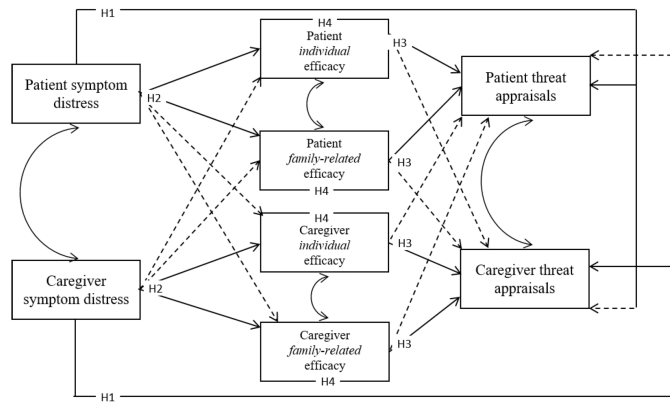 H1
H4
Patient
individual
efficacy
H3
Patient symptom
distress
H2
Patient threat
appraisals
Patient
family-related
efficacy
H3
H4
H4
Caregiver
individual
efficacy
H3
Caregiver
symptom distress
H2
Caregiver threat
appraisals
Caregiver
family-related
efficacy
H3
H4
H1